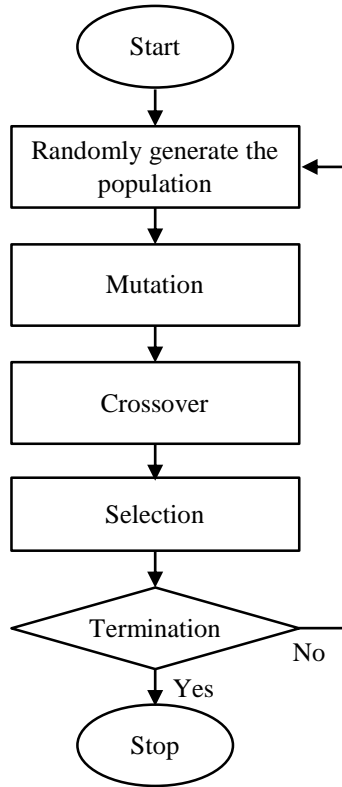 Start
Randomly generate the
population
Mutation
Crossover
Selection
Termination
No
Yes
Stop